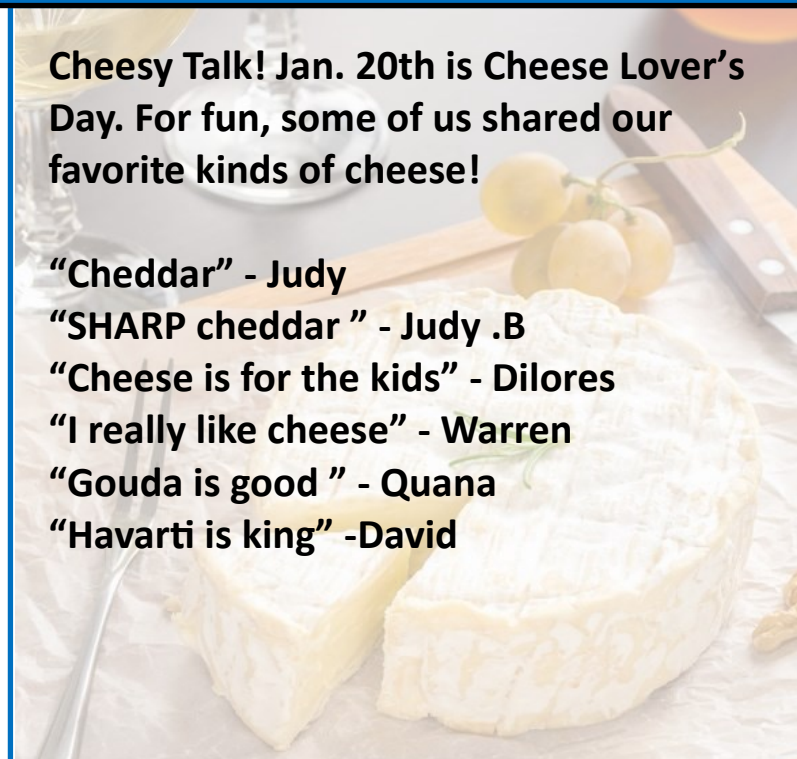 Cheesy Talk! Jan. 20th is Cheese Lover’s
Day. For fun, some of us shared our
favorite kinds of cheese!
“Cheddar” - Judy
“SHARP cheddar ” - Judy .B
“Cheese is for the kids” - Dilores
“I really like cheese” - Warren
“Gouda is good ” - Quana
“Havarti is king” -David